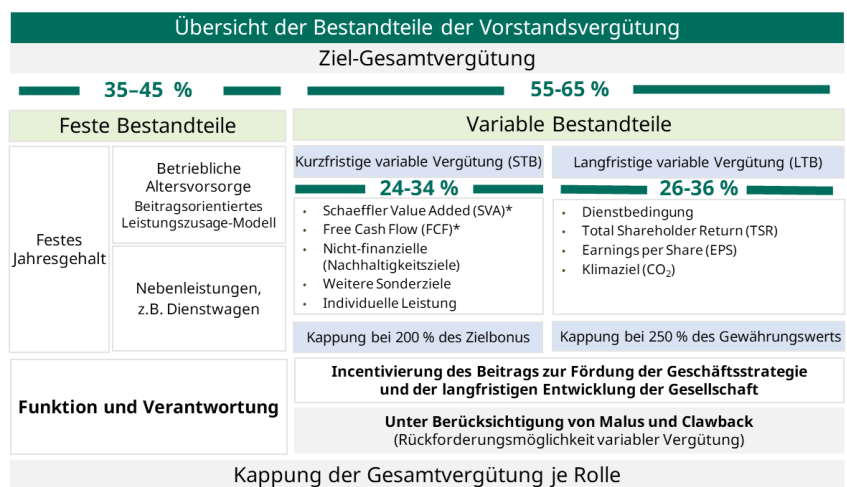 Übersicht der Bestandteile der Vorstandsvergütung
Ziel-Gesamtvergütung
35–45 %
55-65 %
Feste Bestandteile
Variable Bestandteile
Festes
Jahresgehalt
Betriebliche
Altersvorsorge
Beitragsorientiertes
Leistungszusage-Modell
Nebenleistungen,
z.B. Dienstwagen
Kurzfristige variable Vergütung (STB)
24-34 %
• Schaeffler Value Added (SVA)*
• Free Cash Flow (FCF)*
• Nicht-finanzielle
(Nachhaltigkeitsziele)
• Weitere Sonderziele
• Individuelle Leistung
Kappung bei 200 % des Zielbonus
Langfristige variable Vergütung (LTB)
26-36 %
• Dienstbedingung
• Total Shareholder Return (TSR)
• Earnings per Share (EPS)
• Klimaziel (CO₂)
Kappung bei 250 % des Gewährungswerts
Funktion und Verantwortung
Incentivierung des Beitrags zur Fördung der Geschäftsstrategie
und der langfristigen Entwicklung der Gesellschaft
Unter Berücksichtigung von Malus und Clawback
(Rückforderungsmöglichkeit variabler Vergütung)
Kappung der Gesamtvergütung je Rolle